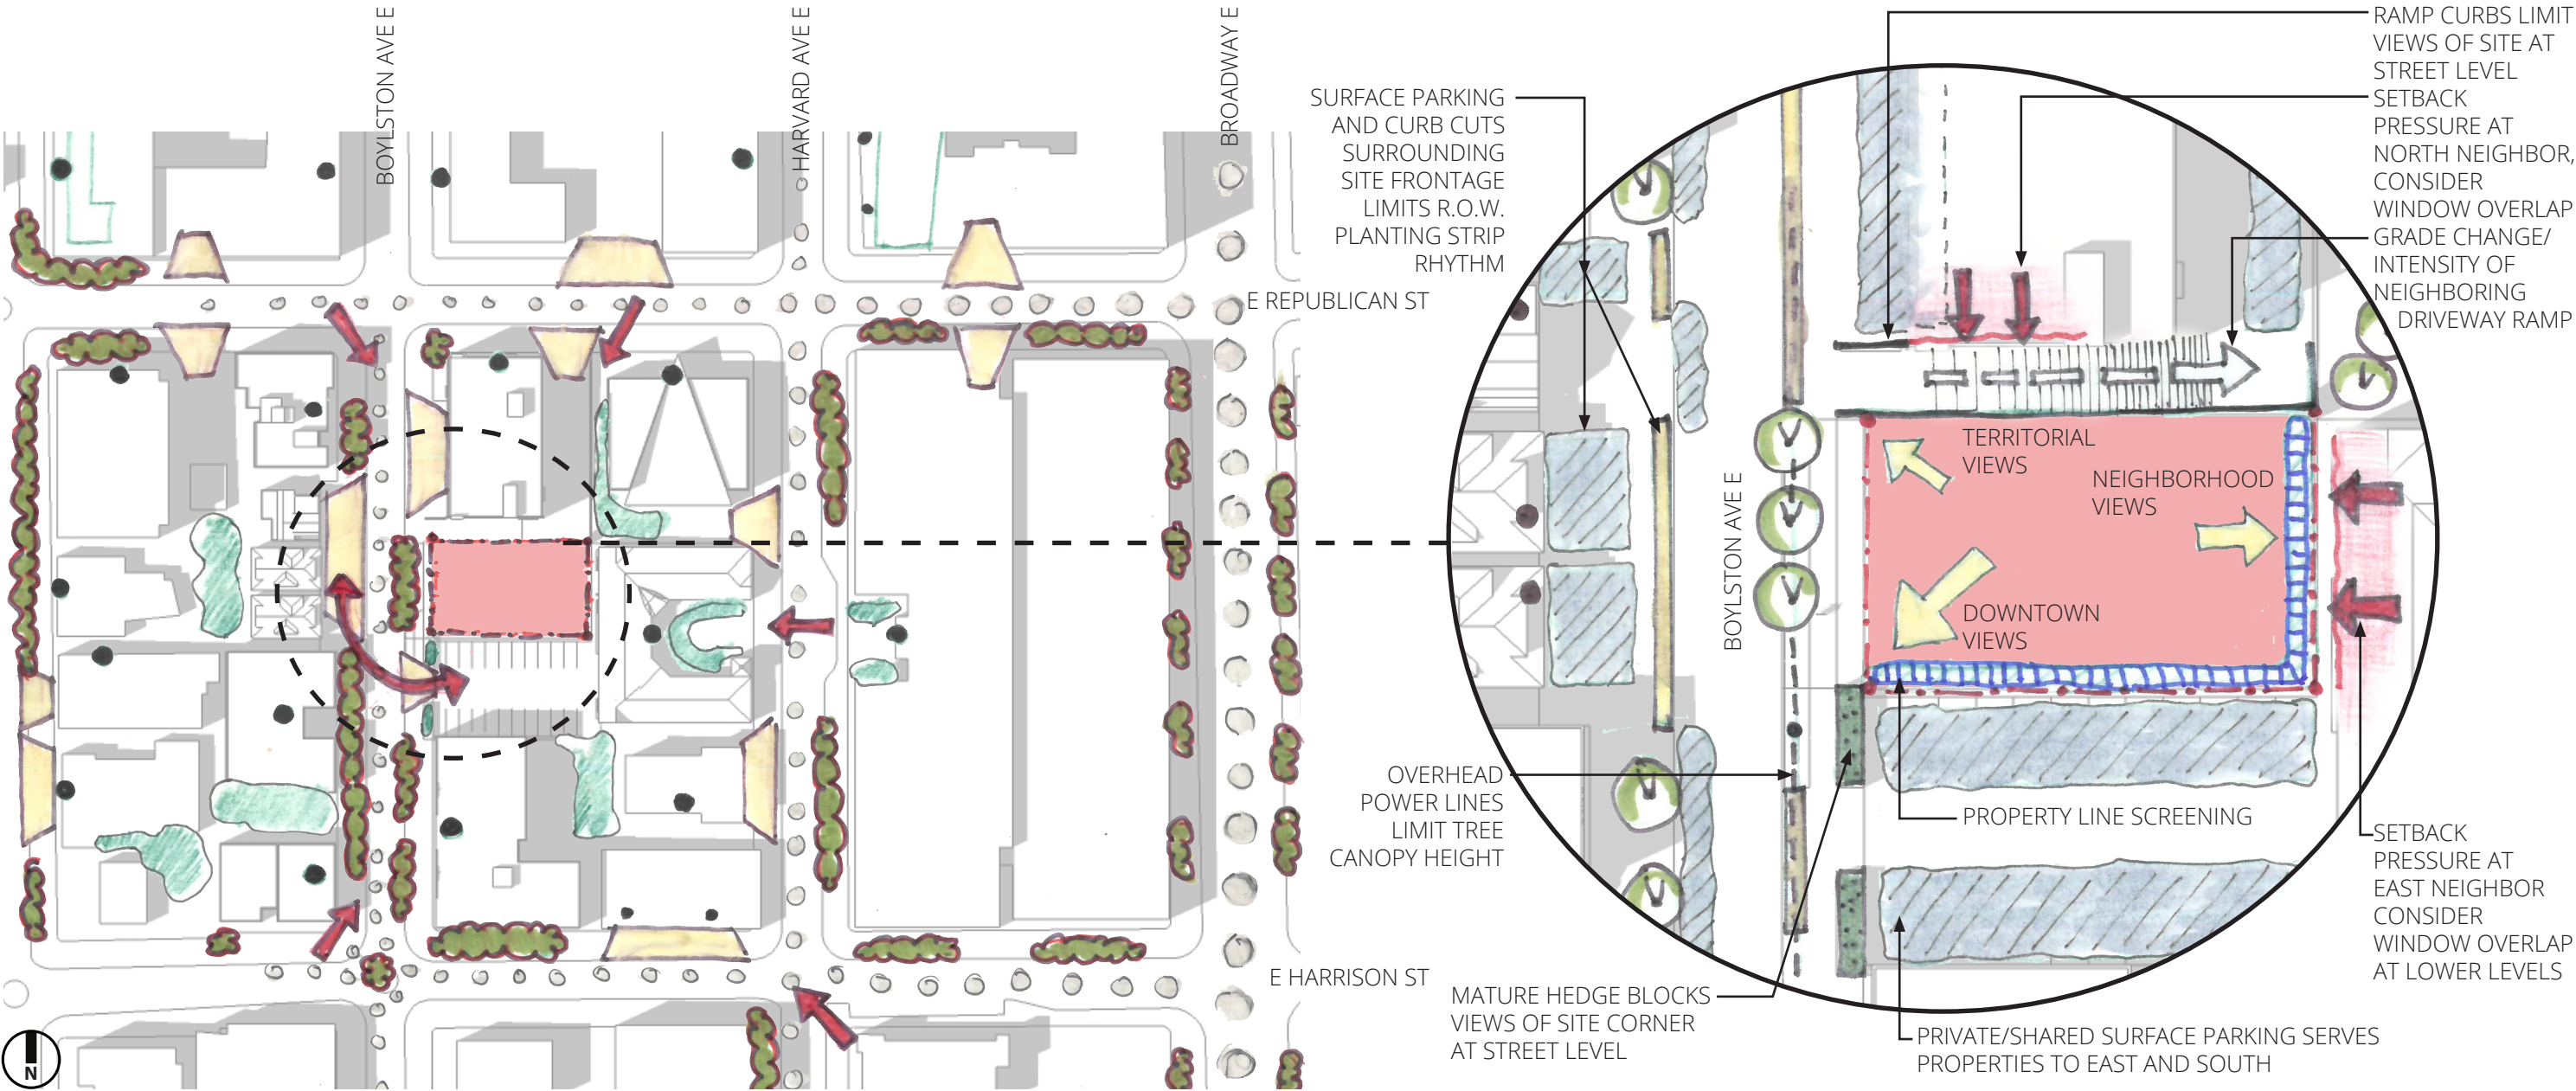 BOYLSTON AVE E
HARVARD AVE E
BROADWAY E
E REPUBLICAN ST
E HARRISON ST
N
SURFACE PARKING
AND CURB CUTS
SURROUNDING
SITE FRONTAGE
LIMITS R.O.W.
PLANTING STRIP
RHYTHM
OVERHEAD
POWER LINES
LIMIT TREE
CANOPY HEIGHT
MATURE HEDGE BLOCKS
VIEWS OF SITE CORNER
AT STREET LEVEL
BOYLSTON AVE E
TERRITORIAL
VIEWS
NEIGHBORHOOD
VIEWS
DOWNTOWN
VIEWS
PROPERTY LINE SCREENING
PRIVATE/SHARED SURFACE PARKING SERVES
PROPERTIES TO EAST AND SOUTH
RAMP CURBS LIMIT
VIEWS OF SITE AT
STREET LEVEL
SETBACK
PRESSURE AT
NORTH NEIGHBOR,
CONSIDER
WINDOW OVERLAP
GRADE CHANGE/
INTENSITY OF
NEIGHBORING
DRIVEWAY RAMP
SETBACK
PRESSURE AT
EAST NEIGHBOR
CONSIDER
WINDOW OVERLAP
AT LOWER LEVELS